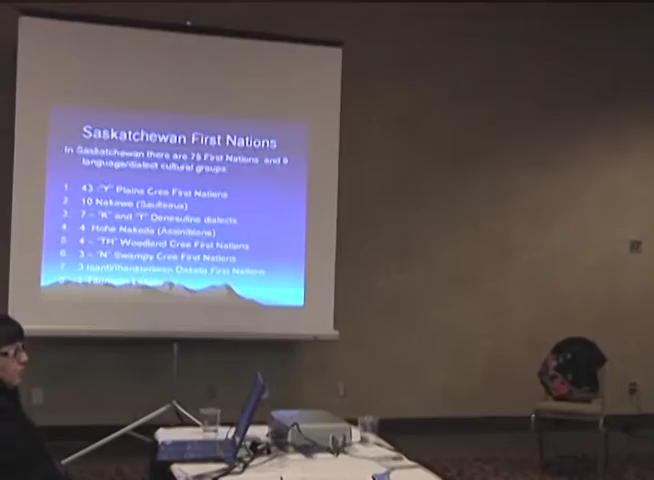 Saskatchewan First Nations
In Saskatchewan there are 75 First Nations and 9
language/dialect cultural groups:
1. 43 "Y" Plains Cree First Nations
2. 10 Nakawe (Saulteaux)
3. 7 – "K" and "T" Denesuline dialects
4. 4 Hohe Nakoda (Assiniboine)
5. 4 – "TH" Woodland Cree First Nations
6. 3 – "N" Swampy Cree First Nations
7. 3 Dakota First Nations